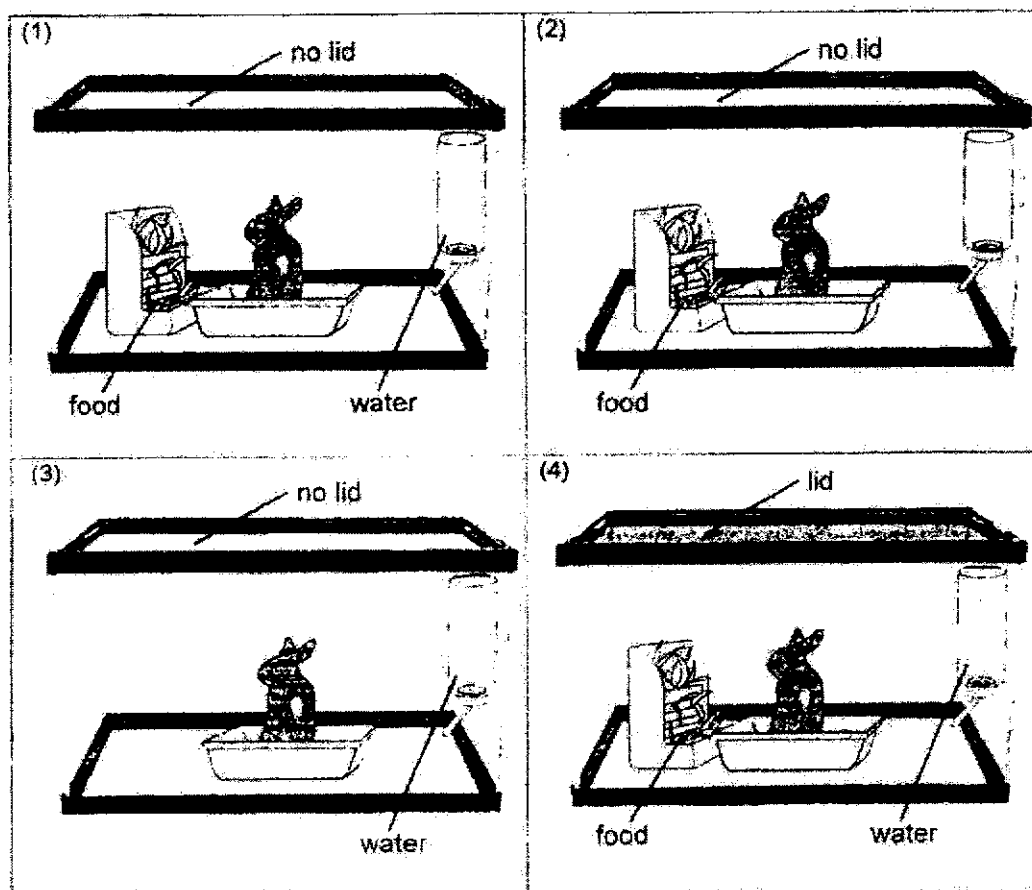 (1)
no lid
food
water
(2)
no lid
food
(3)
no lid
water
(4)
lid
food
water